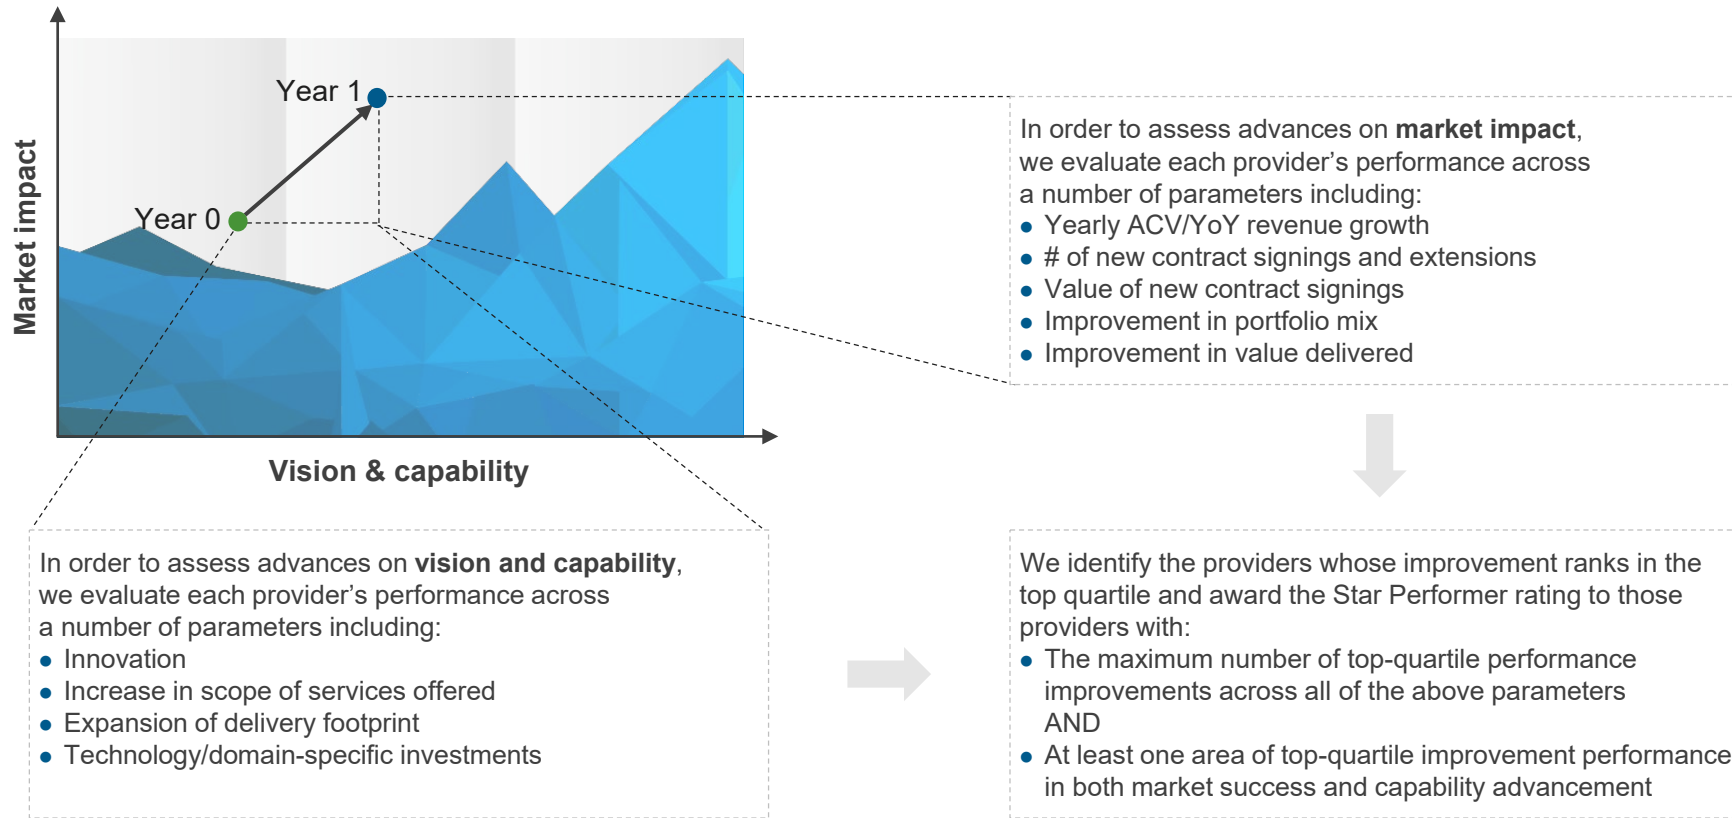 Year 1
Year 0
Market impact
Vision & capability
In order to assess advances on market impact,
we evaluate each provider’s performance across
a number of parameters including:
● Yearly ACV/YoY revenue growth
● # of new contract signings and extensions
● Value of new contract signings
● Improvement in portfolio mix
● Improvement in value delivered
In order to assess advances on vision and capability,
we evaluate each provider’s performance across
a number of parameters including:
● Innovation
● Increase in scope of services offered
● Expansion of delivery footprint
● Technology/domain-specific investments
We identify the providers whose improvement ranks in the
top quartile and award the Star Performer rating to those
providers with:
● The maximum number of top-quartile performance
improvements across all of the above parameters
AND
● At least one area of top-quartile improvement performance
in both market success and capability advancement